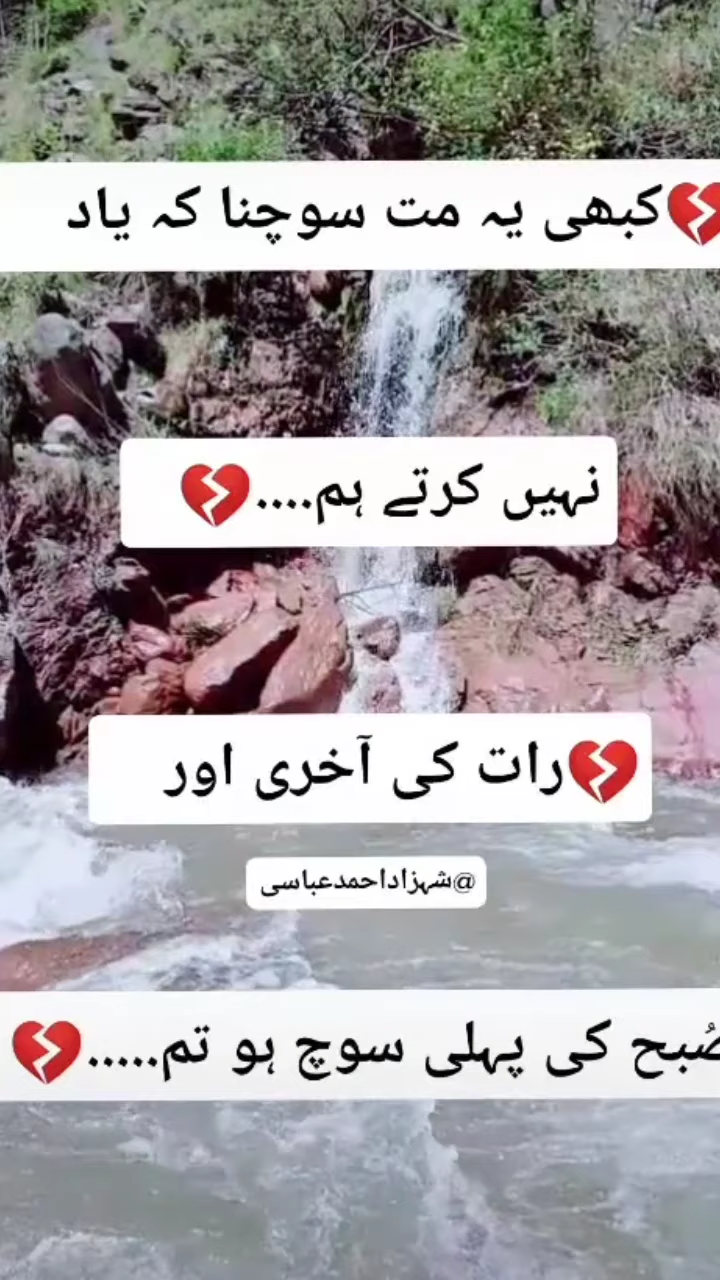 💔کبھی یہ مت سوچنا کہ یاد
نہیں کرتے ہم....💔
💔رات کی آخری اور
@شہزاداحمدعباسی
صُبح کی پہلی سوچ ہو تم.....💔